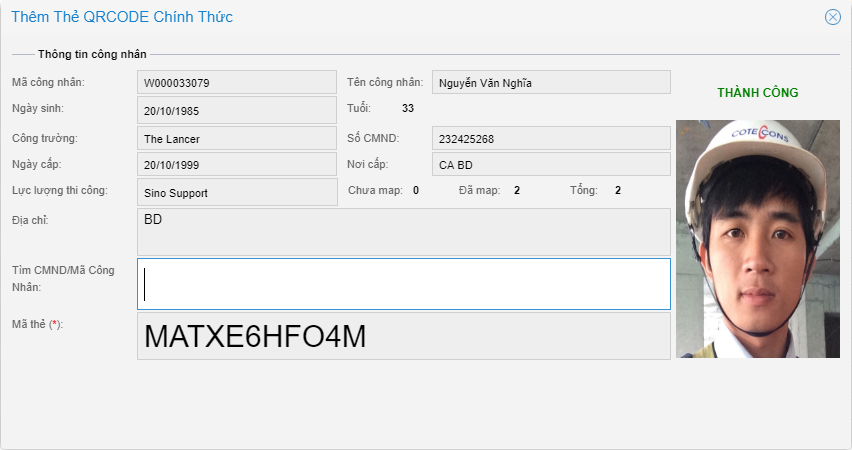 Thêm Thẻ QRCODE Chính Thức
Thông tin công nhân
Mã công nhân: W000033079 Tên công nhân: Nguyễn Văn Nghĩa
THÀNH CÔNG
Ngày sinh: 20/10/1985 Tuổi: 33
COTECCONS
Công trường: The Lancer Số CMND: 232425268
Ngày cấp: 20/10/1999 Nơi cấp: CA BD
Lực lượng thi công: Sino Support Chưa map: 0 Đã map: 2 Tổng: 2
Địa chỉ: BD
Tìm CMND/Mã Công
Nhân:
Mã thẻ (*): MATXE6HFO4M